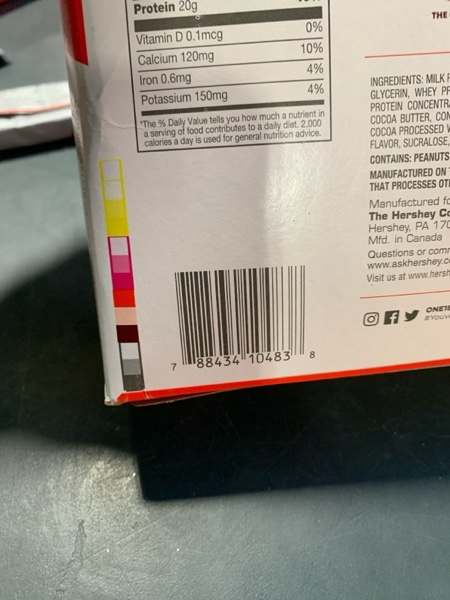 Protein 20g
Vitamin D 0.1mcg 0%
Calcium 120mg 10%
Iron 0.6mg 4%
Potassium 150mg 4%
*The % Daily Value tells you how much a nutrient in
a serving of food contributes to a daily diet. 2,000
calories a day is used for general nutrition advice.
THE
INGREDIENTS: MILK
GLYCERIN, WHEY
PROTEIN
COCOA BUTTER,
COCOA PROCESSED
FLAVOR, SUCRALOSE,
CONTAINS: PEANUTS
MANUFACTURED ON
THAT PROCESSES
Manufactured
The Hershey
Hershey, PA
Mfd. in Canada
Questions or
www.askhershey.c
Visit us at www.hersh
7 88434 10483 8